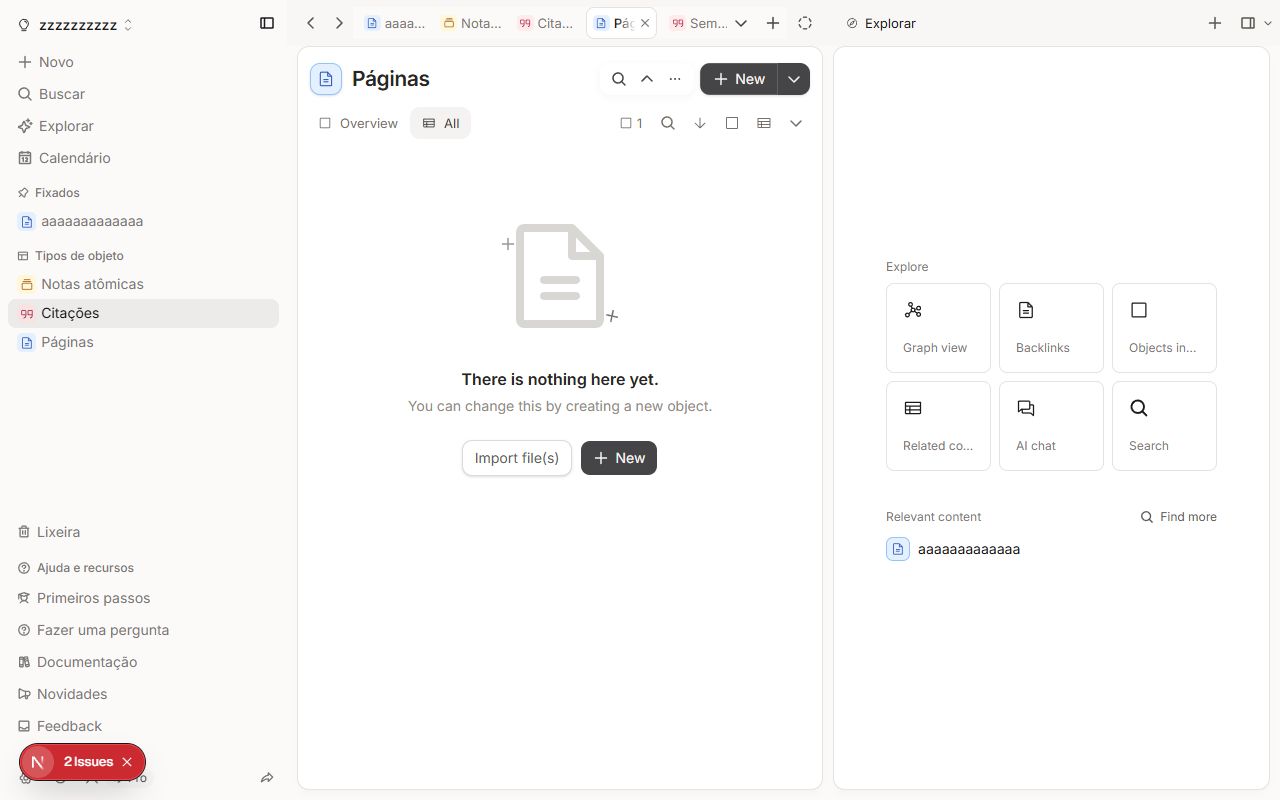 zzzzzzzzzz
Novo
Buscar
Explorar
Calendário
Fixados
aaaaaaaaaaaaa
Tipos de objeto
Notas atômicas
Citações
Páginas
Lixeira
Ajuda e recursos
Primeiros passos
Fazer uma pergunta
Documentação
Novidades
Feedback
2 Issues
aaaa...
Nota...
Cita...
Pág
Sem...
Páginas
New
Overview
All
1
There is nothing here yet.
You can change this by creating a new object.
Import file(s)
New
Explorar
Explore
Graph view
Backlinks
Objects in...
Related co...
AI chat
Search
Relevant content
Find more
aaaaaaaaaaaaa